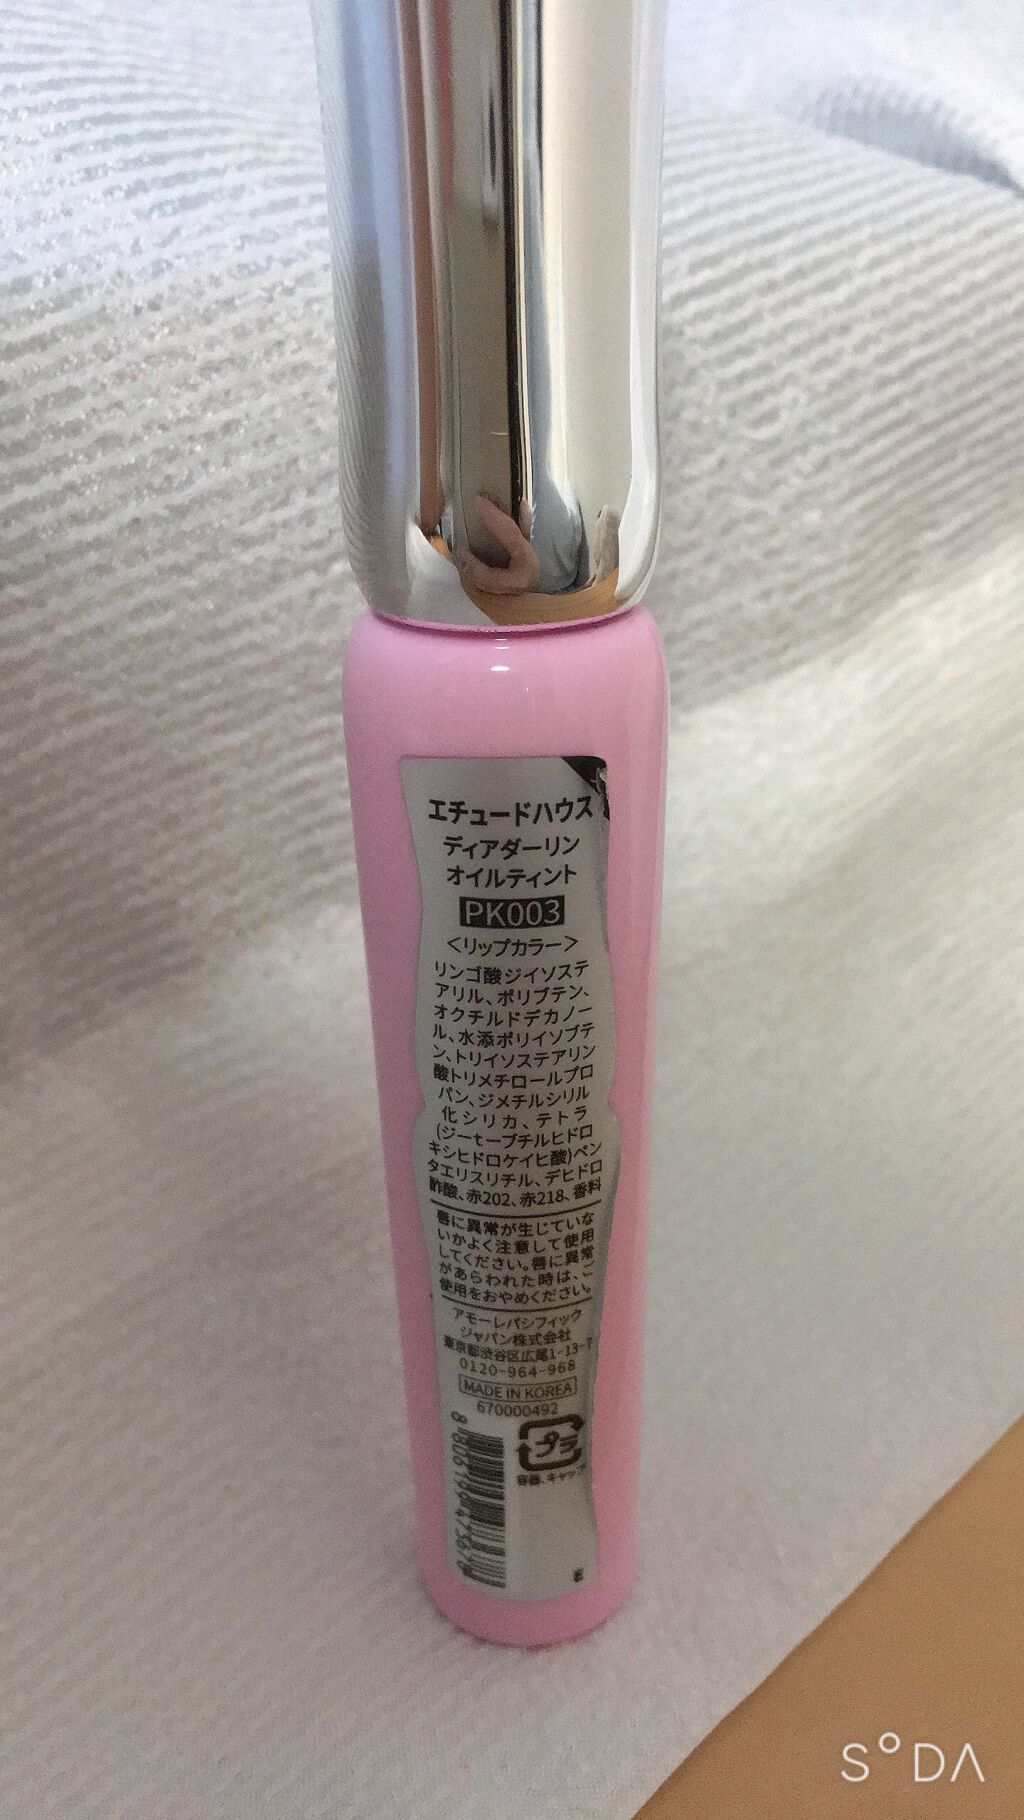 エチュードハウス
ディアダーリン
オイルティント
PK003
<リップカラー>
リンゴ酸ジイソステ
アリル、ポリブテン、
オクチルドデカノー
ル、水添ポリイソブテ
ン、トリイソステアリン
酸トリメチロールプロ
パン、ジメチルシリル
化シリカ、テトラ
(ジーセーブチルヒドロ
キシヒドロケイヒ酸)ペン
タエリスリチル、デヒドロ
酢酸、赤202、赤218、香料
唇に異常が生じていな
いかよく注意して使用
してください。唇に異常
があらわれた時は、ご
使用をおやめください。
アモーレパシフィック
ジャパン株式会社
東京都渋谷区広尾1-13-7
0120-964-968
MADE IN KOREA
670000492
プラ
容器、キャップ
E
SODA